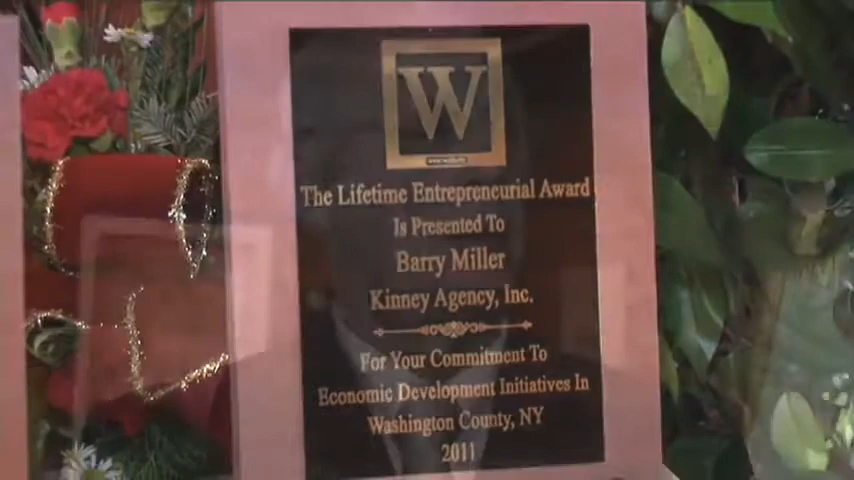 W
The Lifetime Entrepreneurial Award
Is Presented To
Barry Miller
Kinney Agency, Inc.
For Your Commitment To
Economic Development Initiatives In
Washington County, NY
2011